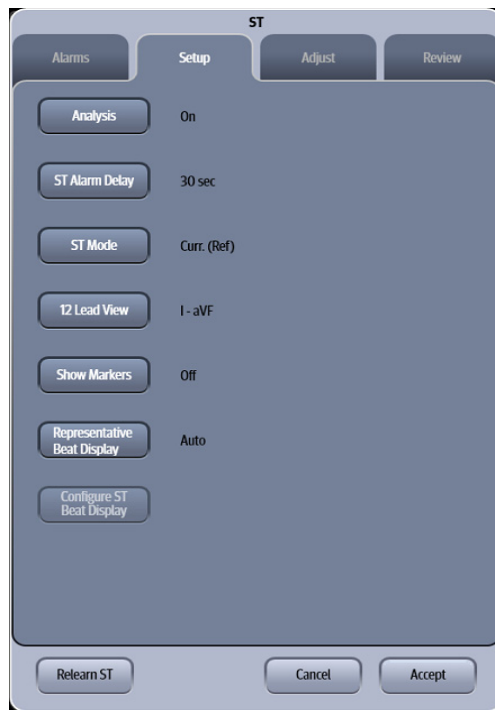 ST
Alarms
Setup
Adjust
Review
Analysis
On
ST Alarm Delay
30 sec
ST Mode
Curr. (Ref)
12 Lead View
I - aVF
Show Markers
Off
Representative
Beat Display
Auto
Configure ST
Beat Display
Relearn ST
Cancel
Accept